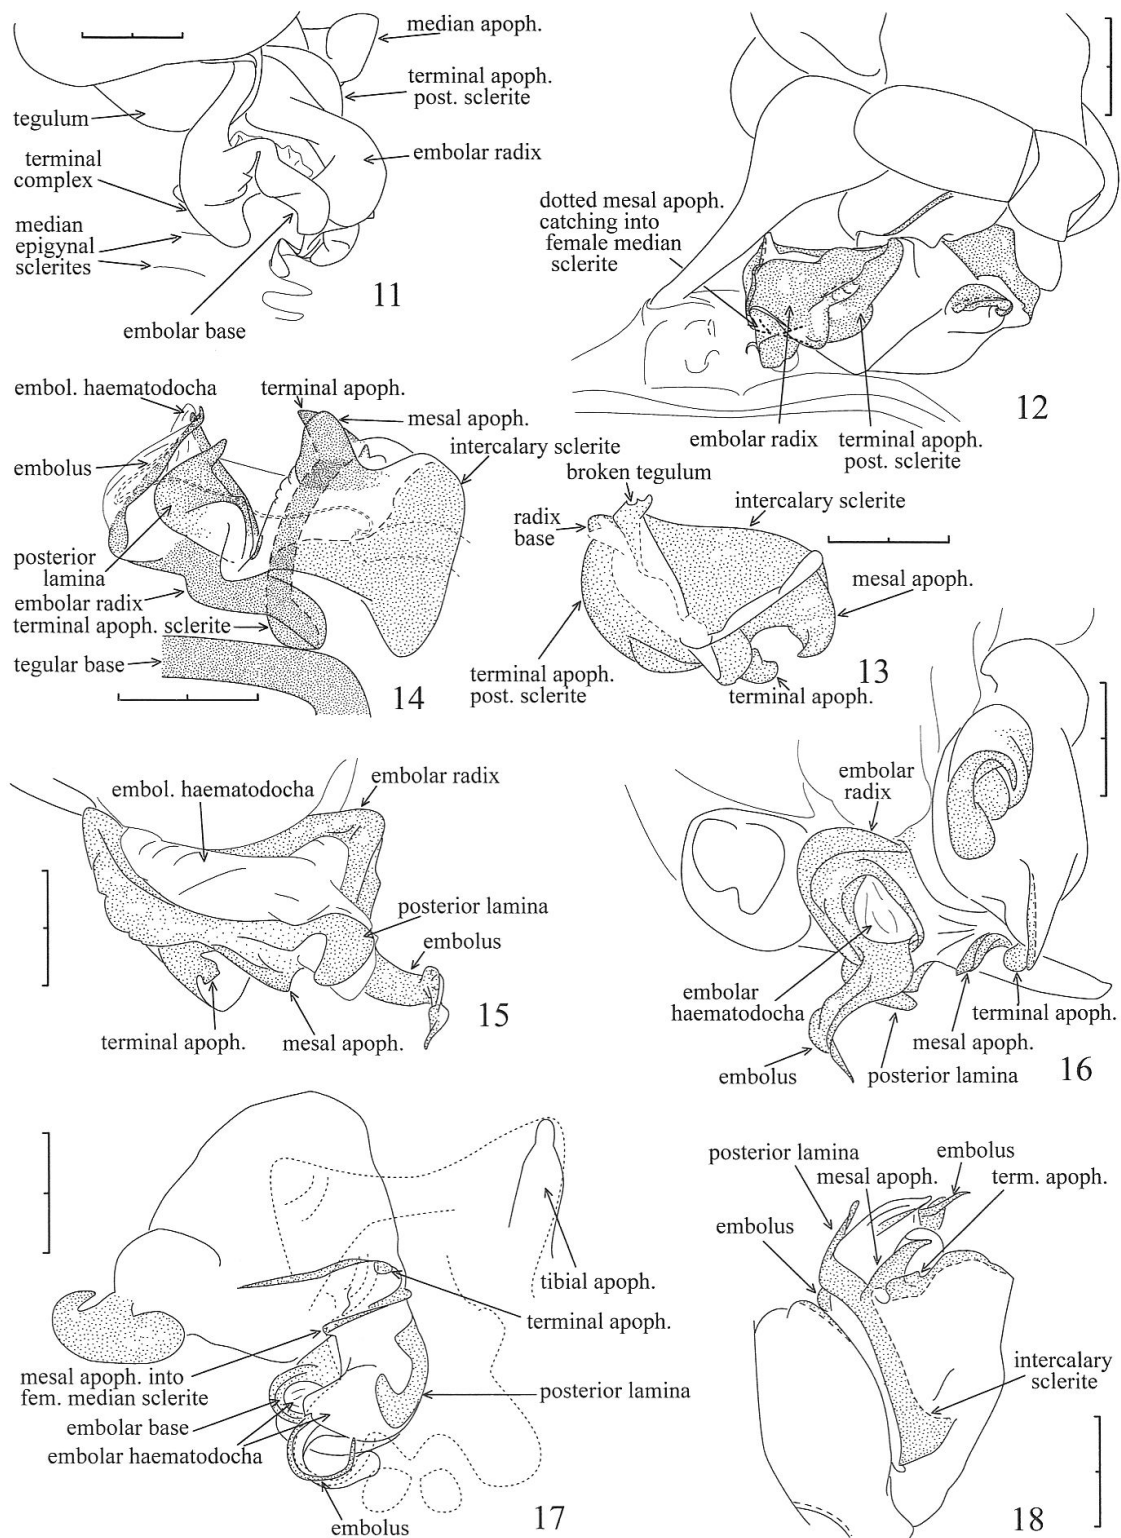 median apoph.
terminal apoph.
post. sclerite
tegulum
embolar radix
terminal
complex
median
epigynal
sclerites
11
embolar base
dotted mesal apoph.
catching into
female median
sclerite
12
embolar radix
terminal apoph.
post. sclerite
embol. haematodocha
terminal apoph.
mesal apoph.
intercalary sclerite
embolus
posterior
lamina
embolar radix
terminal apoph. sclerite
tegular base
14
broken tegulum
radix
base
intercalary sclerite
mesal apoph.
terminal apoph.
post. sclerite
13
terminal apoph.
embol. haematodocha
embolar radix
posterior lamina
embolus
terminal apoph.
mesal apoph.
15
embolar
radix
embolar
haematodocha
terminal apoph.
mesal apoph.
embolus
posterior lamina
16
tibial apoph.
terminal apoph.
mesal apoph. into
fem. median sclerite
posterior lamina
embolar base
embolar haematodocha
embolus
17
posterior lamina
embolus
mesal apoph.
term. apoph.
embolus
intercalary
sclerite
18